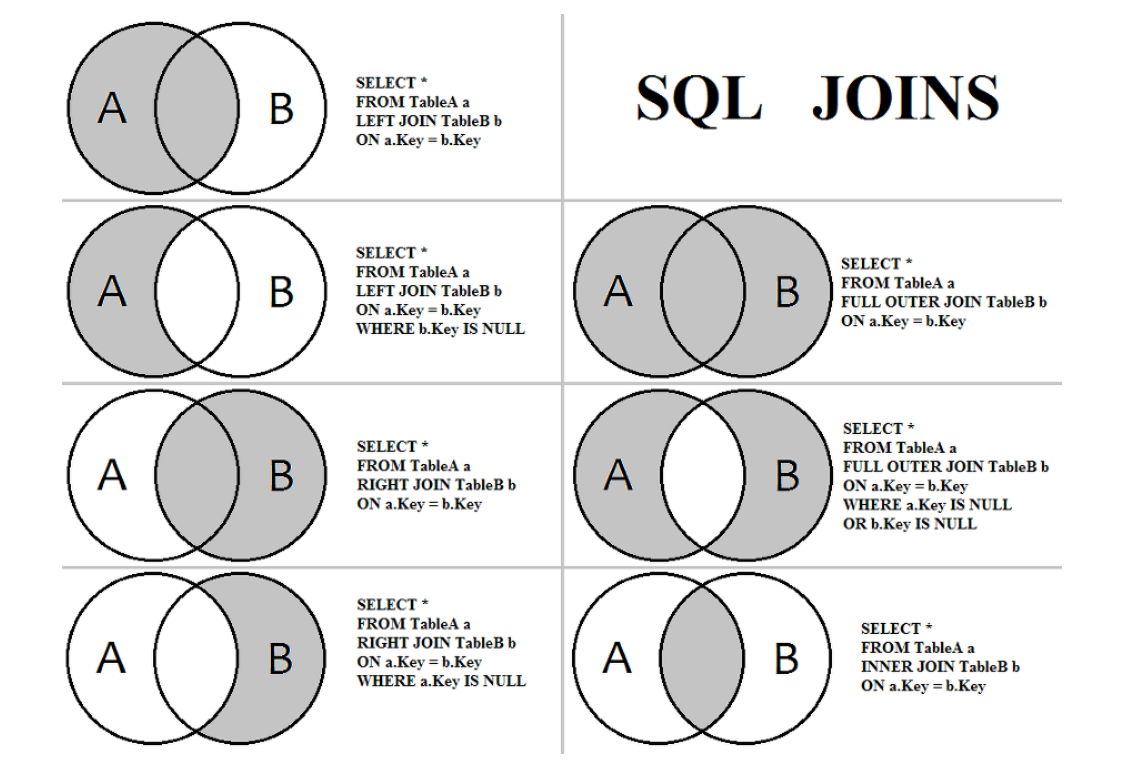 A
B
SELECT *
FROM TableA a
LEFT JOIN TableB b
ON a.Key = b.Key
SQL JOINS
A
B
SELECT *
FROM TableA a
LEFT JOIN TableB b
ON a.Key = b.Key
WHERE b.Key IS NULL
A
B
SELECT *
FROM TableA a
FULL OUTER JOIN TableB b
ON a.Key = b.Key
A
B
SELECT *
FROM TableA a
RIGHT JOIN TableB b
ON a.Key = b.Key
A
B
SELECT *
FROM TableA a
FULL OUTER JOIN TableB b
ON a.Key = b.Key
WHERE a.Key IS NULL
OR b.Key IS NULL
A
B
SELECT *
FROM TableA a
RIGHT JOIN TableB b
ON a.Key = b.Key
WHERE a.Key IS NULL
A
B
SELECT *
FROM TableA a
INNER JOIN TableB b
ON a.Key = b.Key